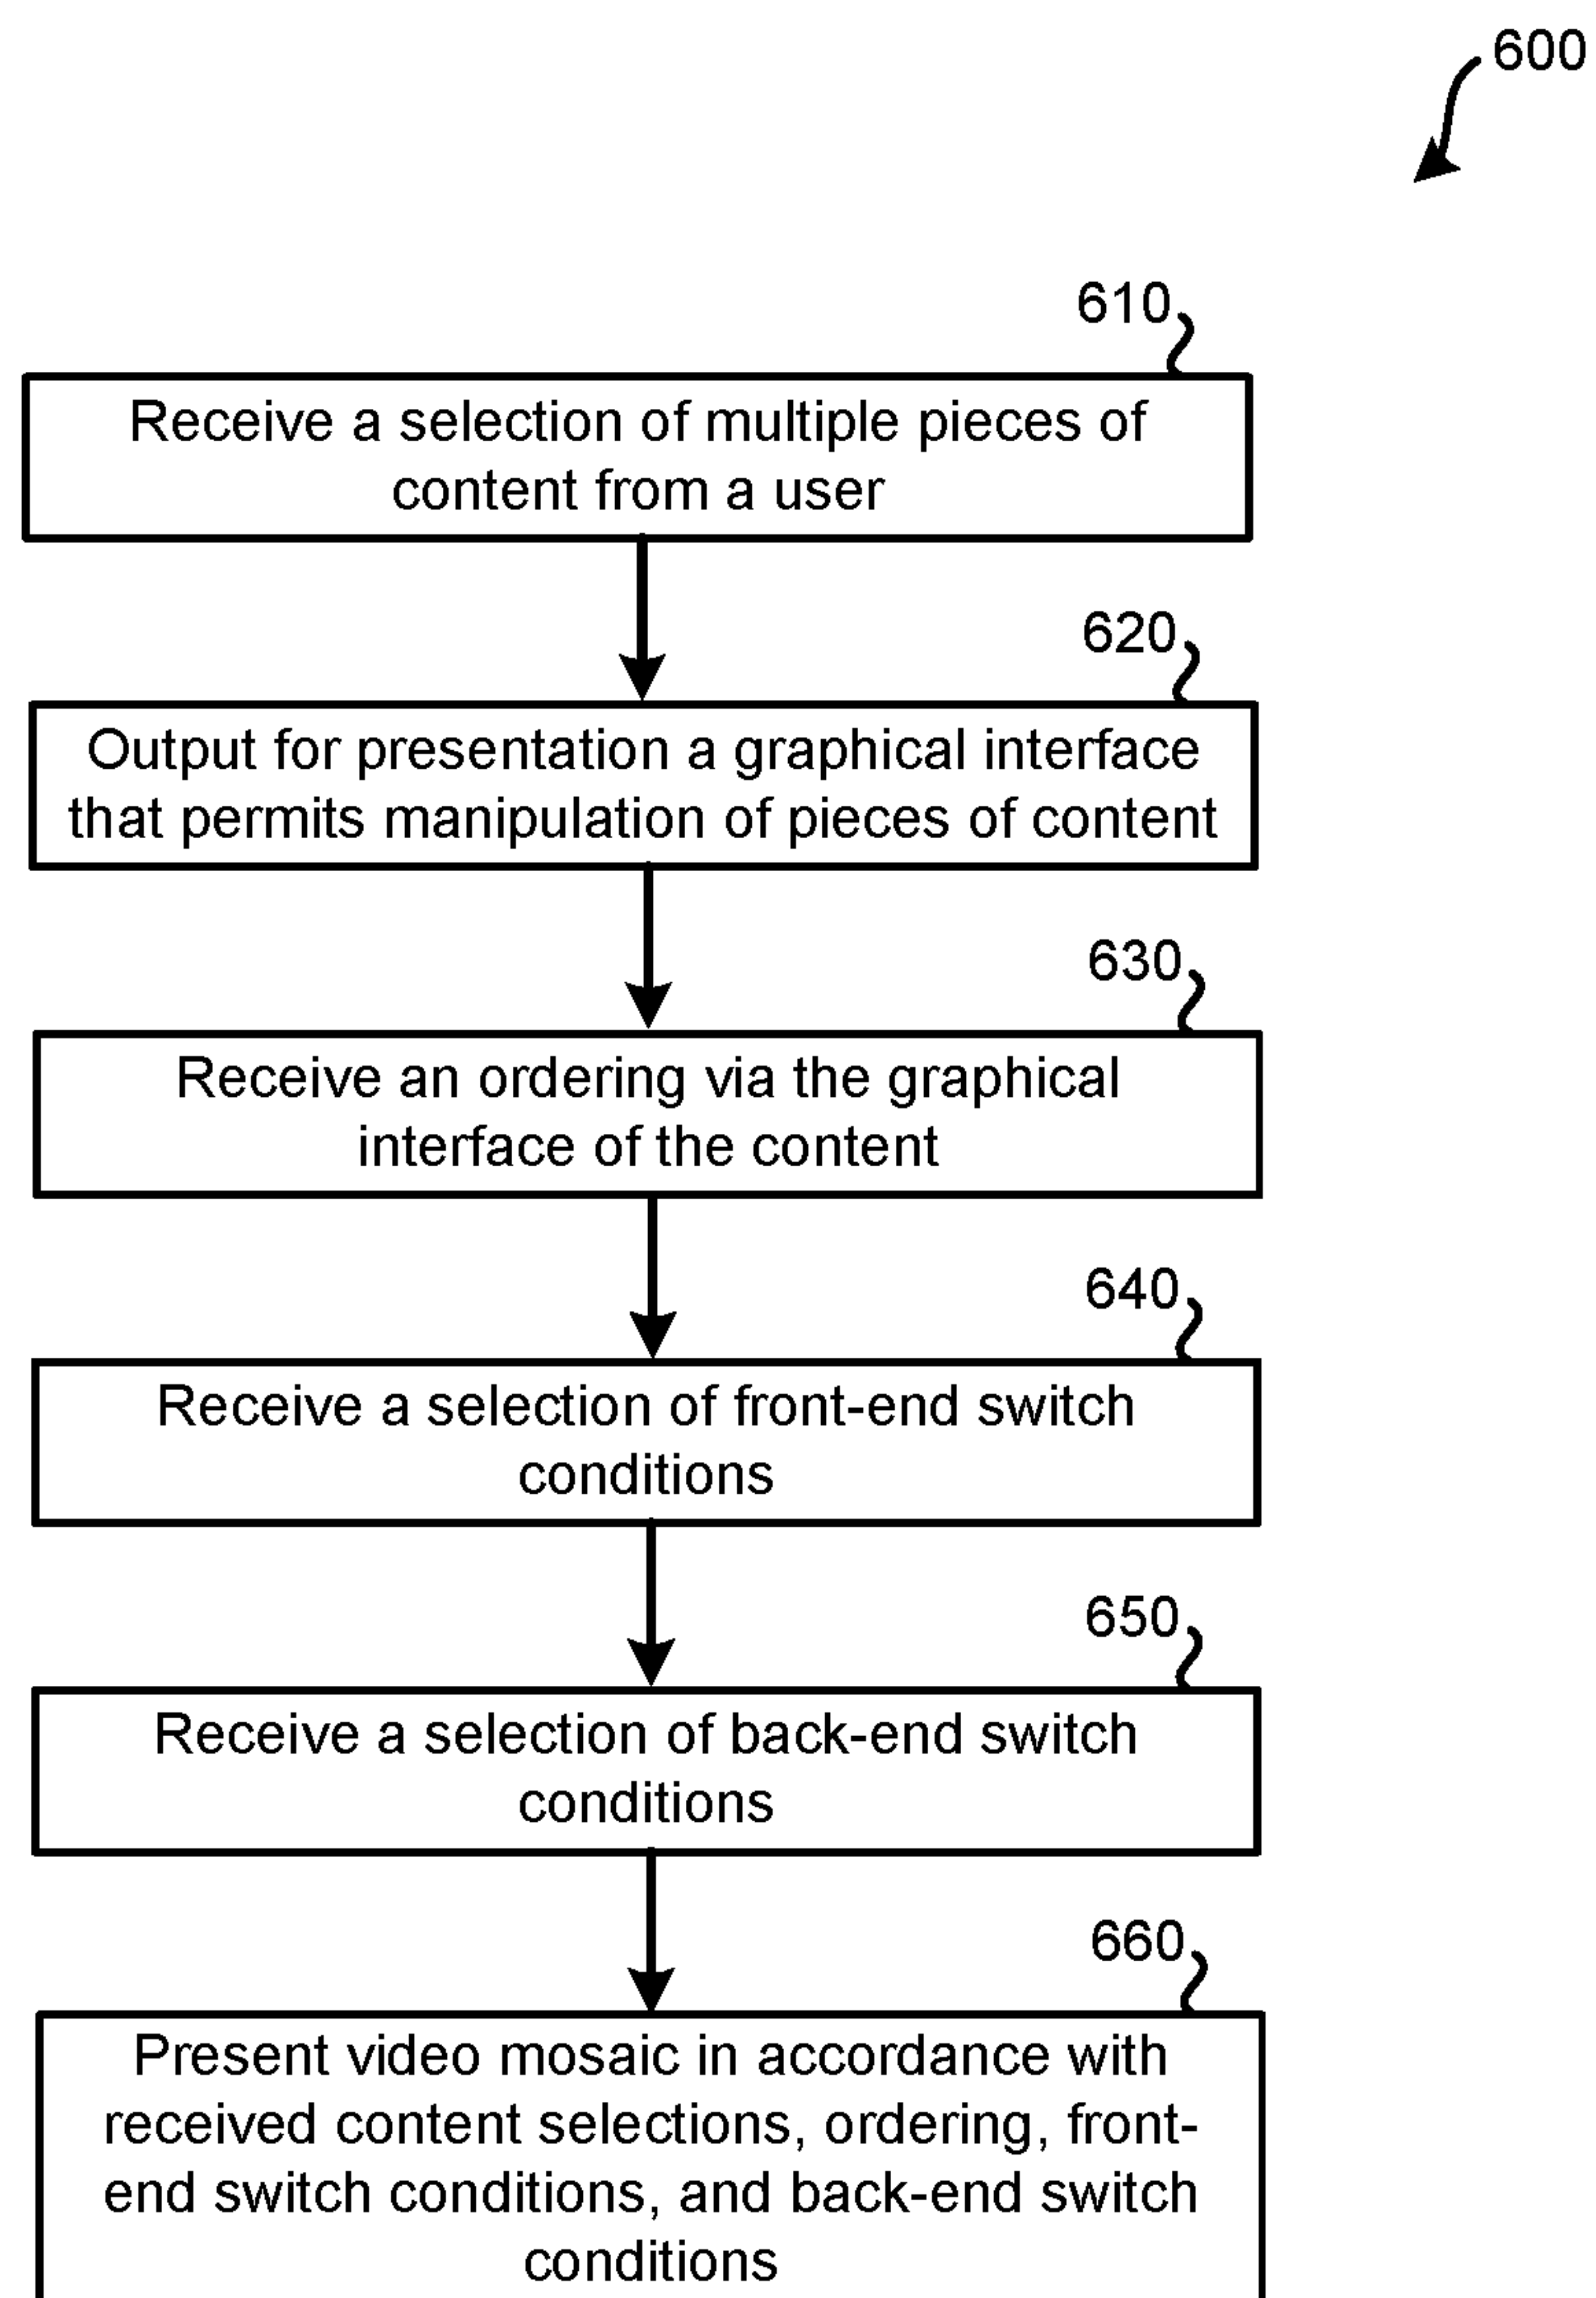 600
610
Receive a selection of multiple pieces of
content from a user
620
Output for presentation a graphical interface
that permits manipulation of pieces of content
630
Receive an ordering via the graphical
interface of the content
640
Receive a selection of front-end switch
conditions
650
Receive a selection of back-end switch
conditions
660
Present video mosaic in accordance with
received content selections, ordering, front-
end switch conditions, and back-end switch
conditions